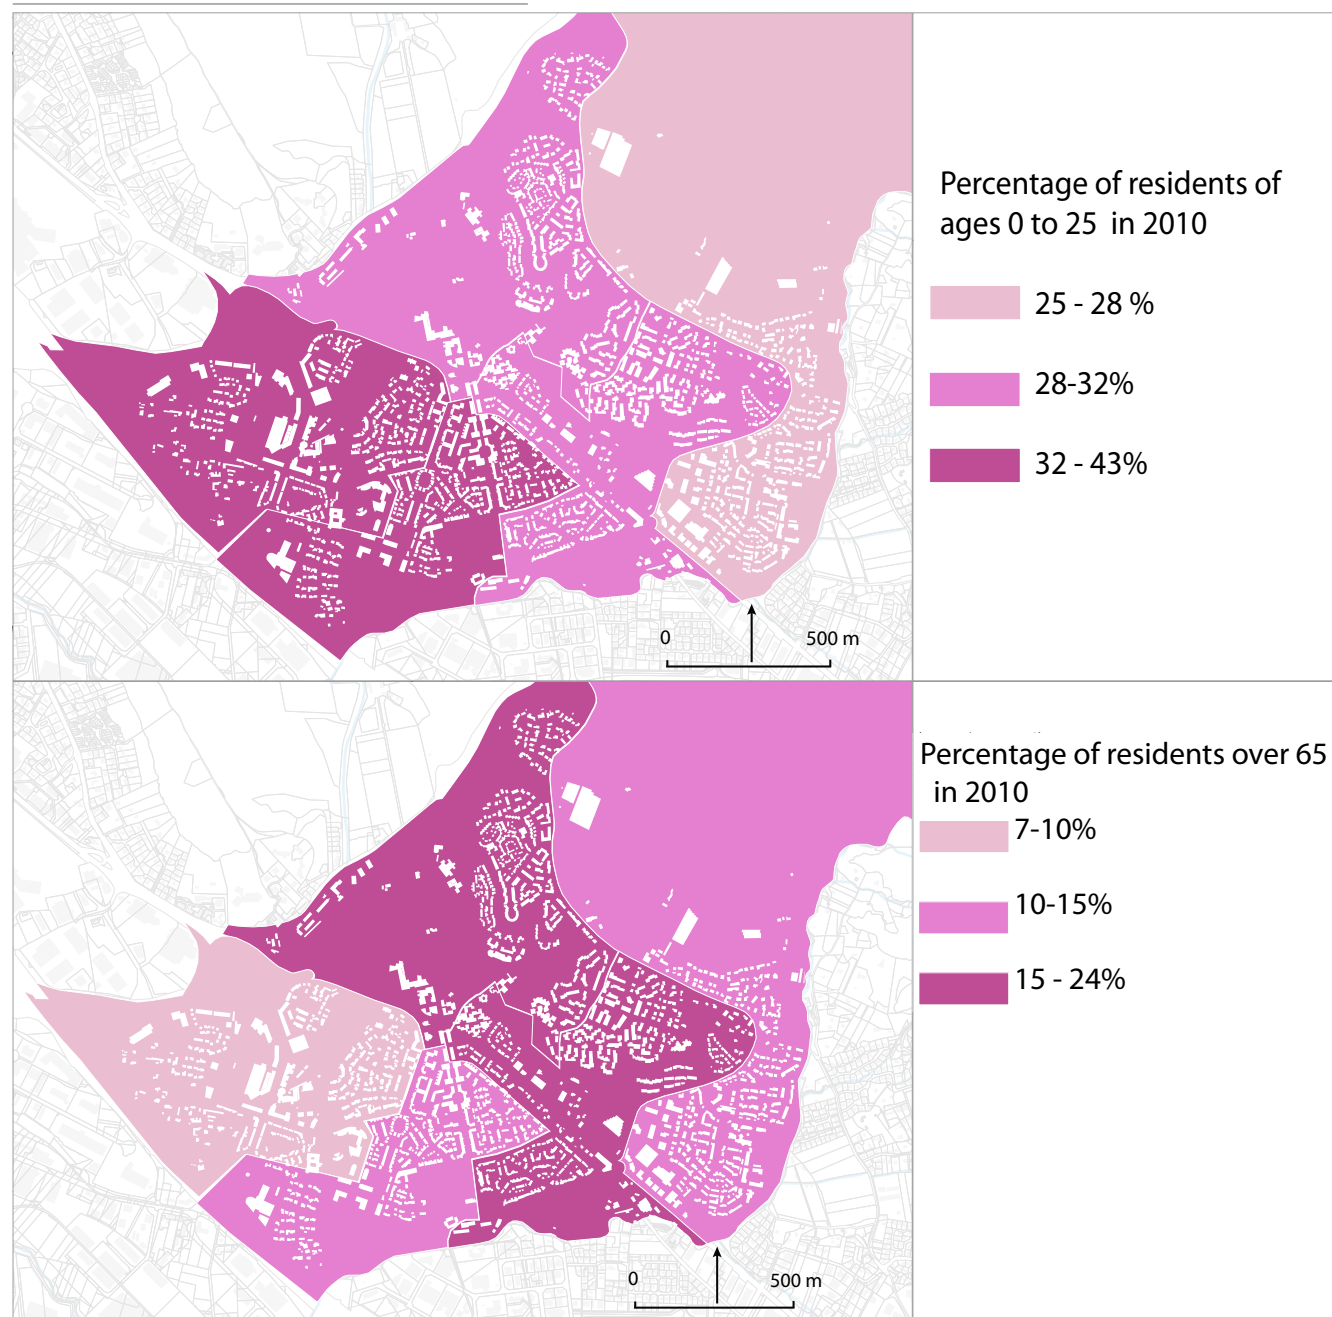 Percentage of residents of
ages 0 to 25 in 2010
25 - 28 %
28-32%
32 - 43%
0
500 m
Percentage of residents over 65
in 2010
7-10%
10-15%
15 - 24%
0
500 m